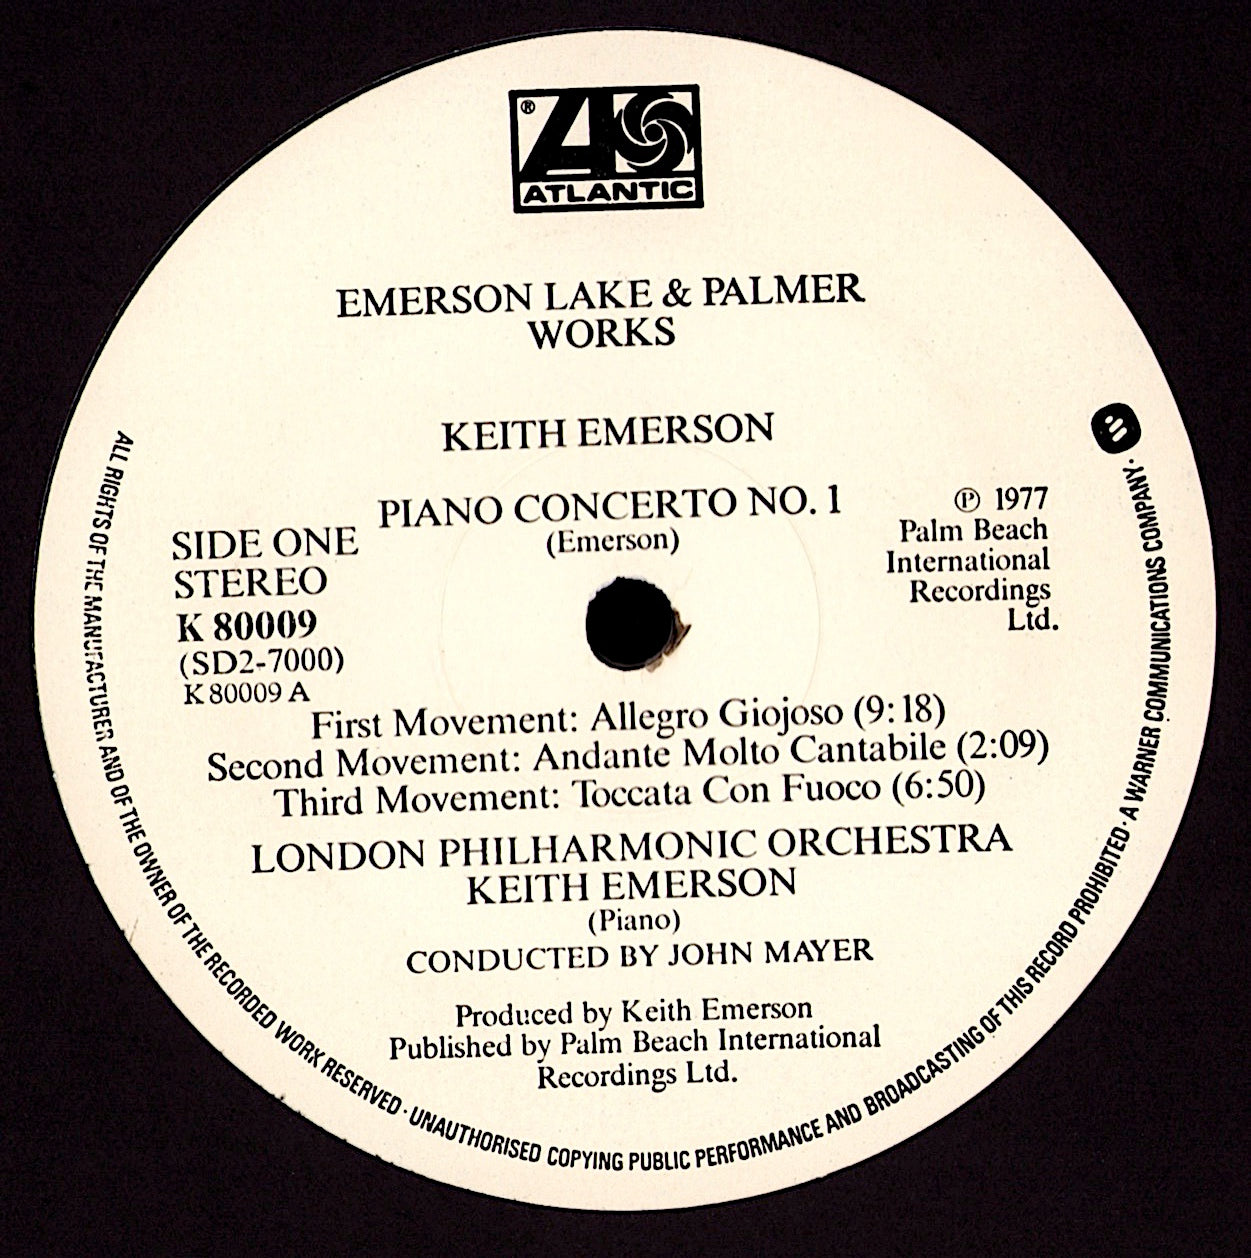 ®
ATLANTIC
EMERSON LAKE & PALMER
WORKS
KEITH EMERSON
PIANO CONCERTO NO. 1
(Emerson)
SIDE ONE
STEREO
K 80009
(SD2-7000)
K 80009 A
℗ 1977
Palm Beach
International
Recordings
Ltd.
First Movement: Allegro Giojoso (9:18)
Second Movement: Andante Molto Cantabile (2:09)
Third Movement: Toccata Con Fuoco (6:50)
LONDON PHILHARMONIC ORCHESTRA
KEITH EMERSON
(Piano)
CONDUCTED BY JOHN MAYER
Produced by Keith Emerson
Published by Palm Beach International
Recordings Ltd.
ALL RIGHTS OF THE MANUFACTURER AND OF THE OWNER OF THE RECORDED WORK RESERVED · UNAUTHORISED COPYING PUBLIC PERFORMANCE AND BROADCASTING OF THIS RECORD PROHIBITED · A WARNER COMMUNICATIONS COMPANY ·